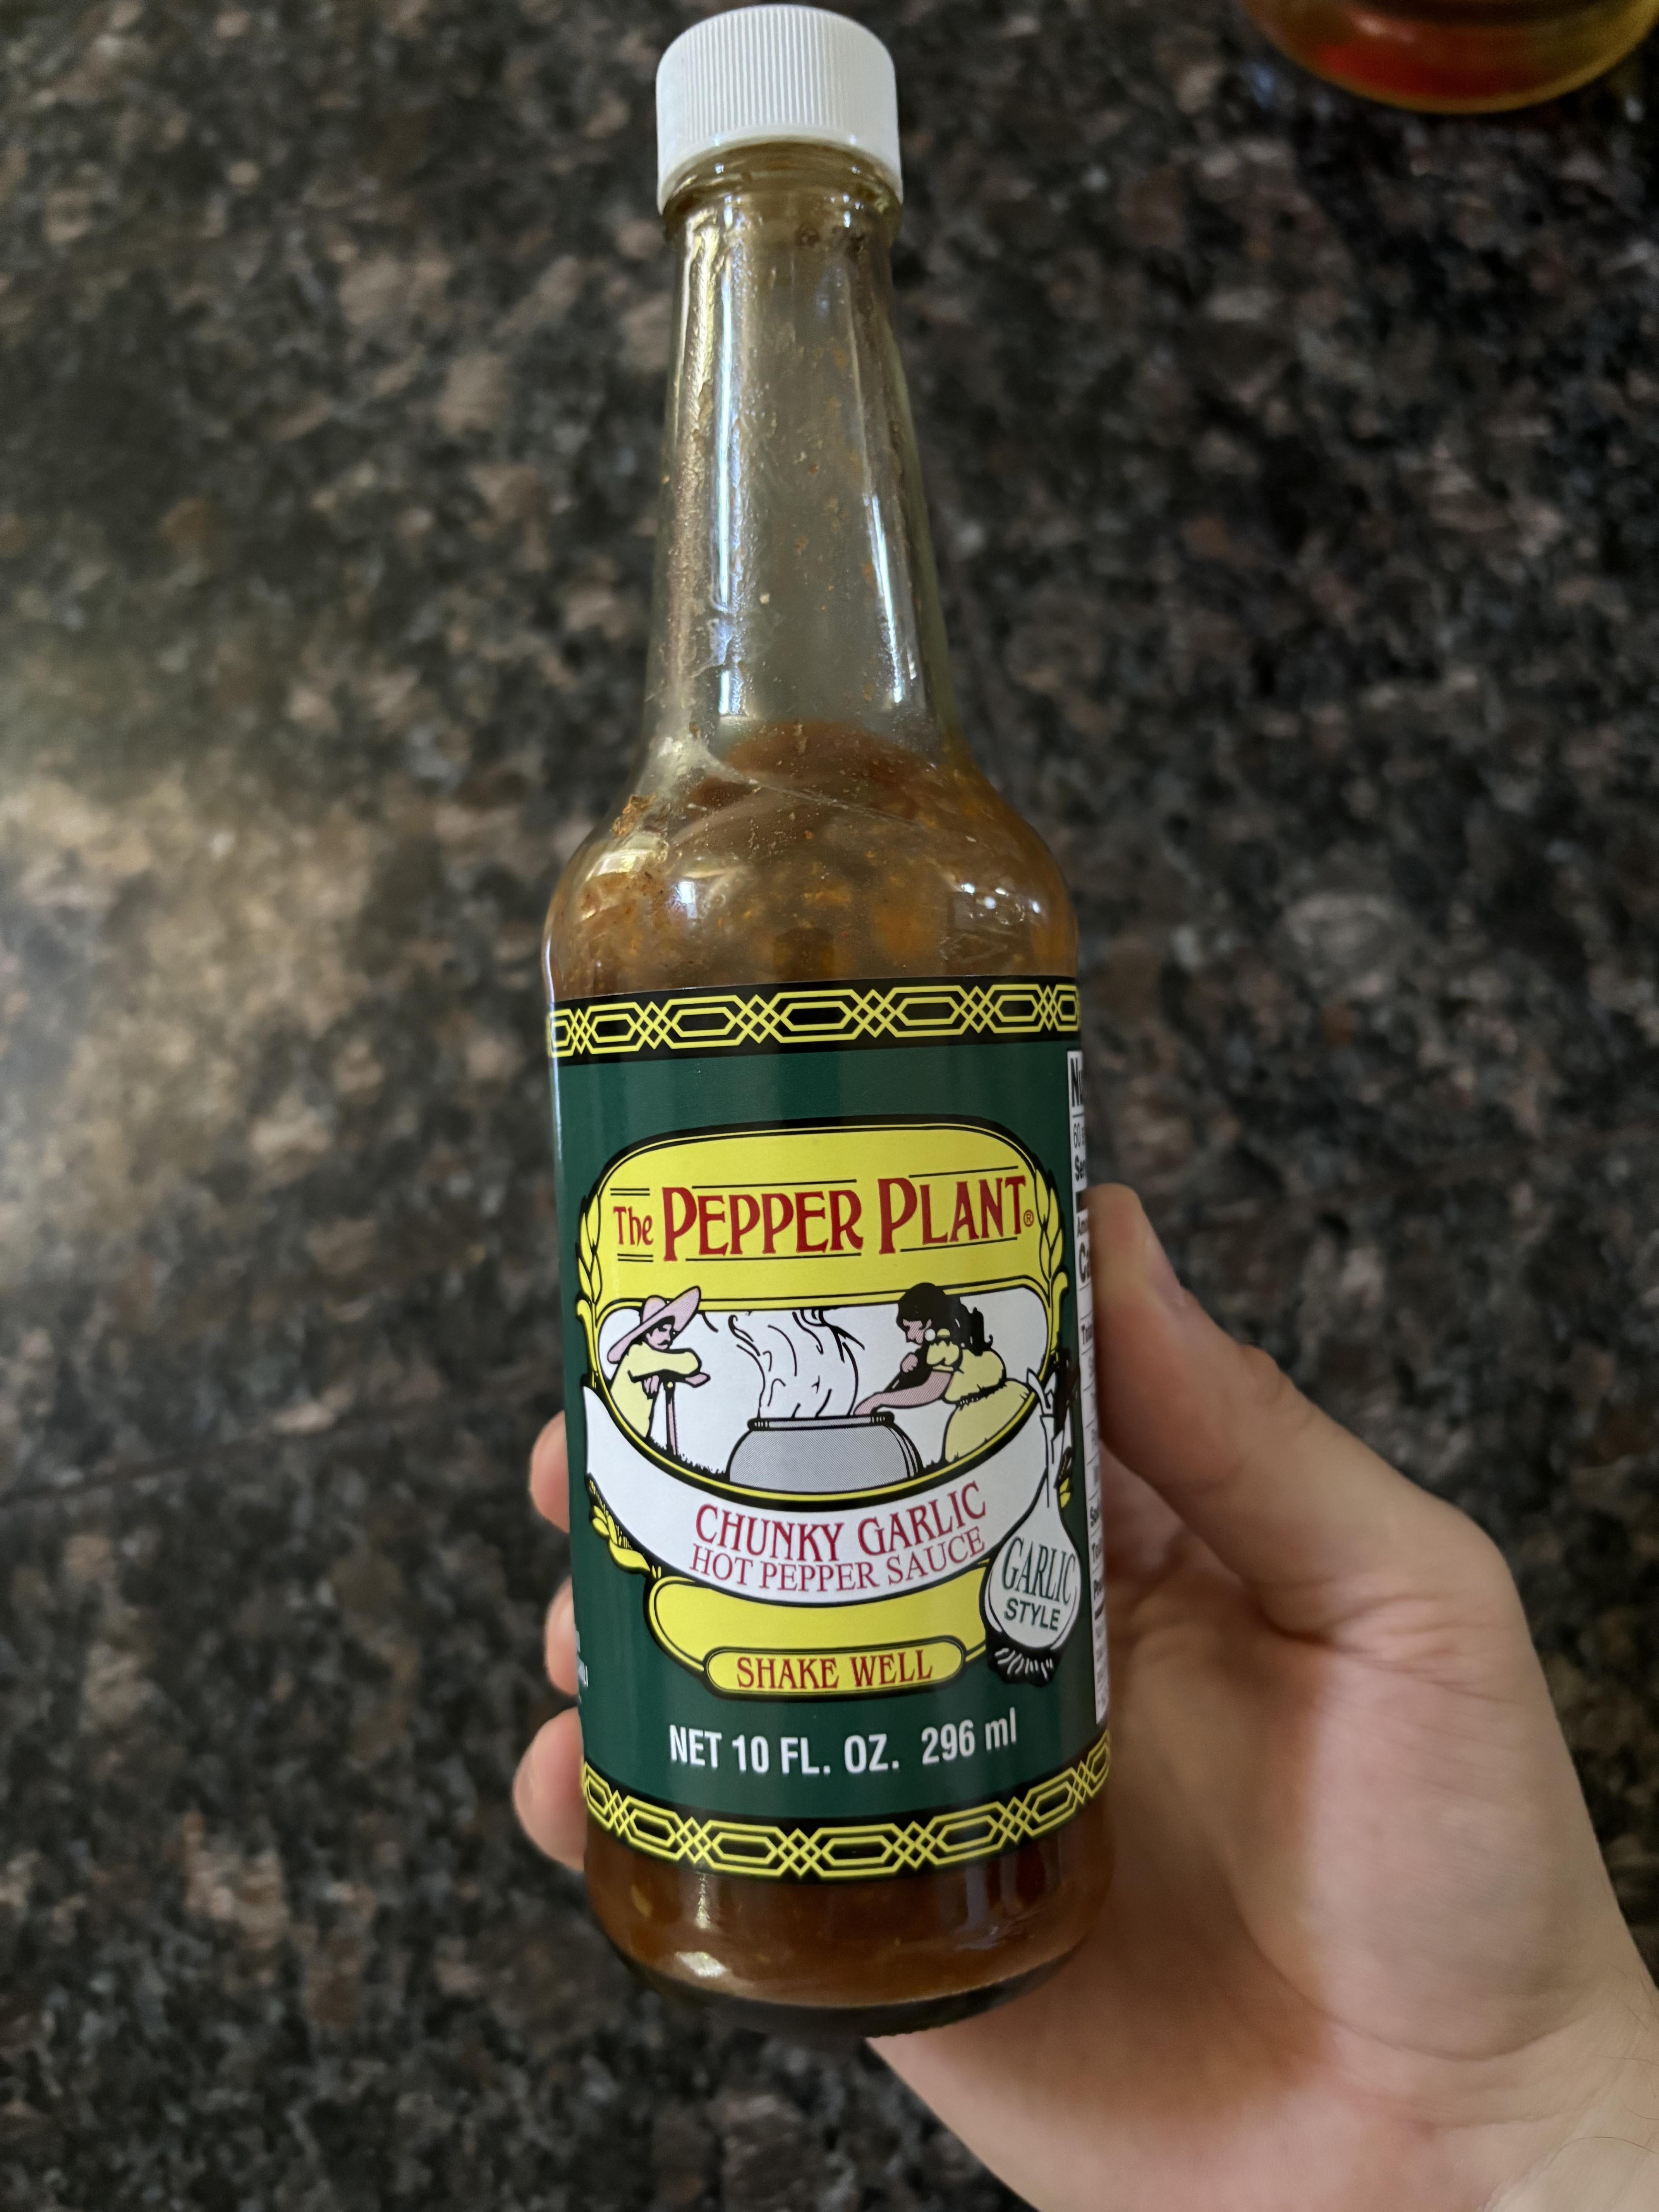 The PEPPER PLANT®
CHUNKY GARLIC
HOT PEPPER SAUCE
GARLIC
STYLE
SHAKE WELL
NET 10 FL. OZ. 296 ml